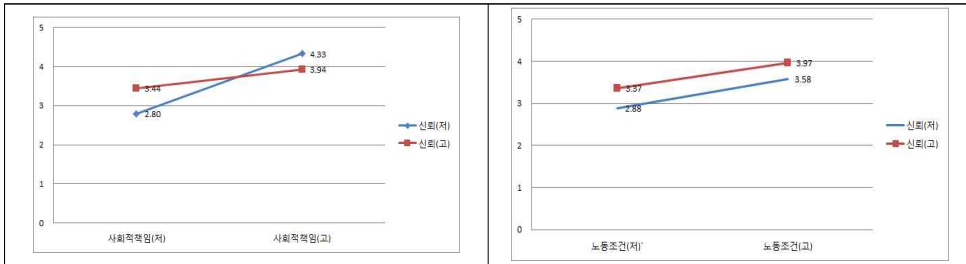 5
4
3
2
1
0
4.33
3.94
3.44
2.80
신뢰(저)
신뢰(고)
사회적책임(저)
사회적책임(고)
5
4
3
2
1
0
3.97
3.58
3.37
2.88
신뢰(저)
신뢰(고)
노동조건(저)`
노동조건(고)